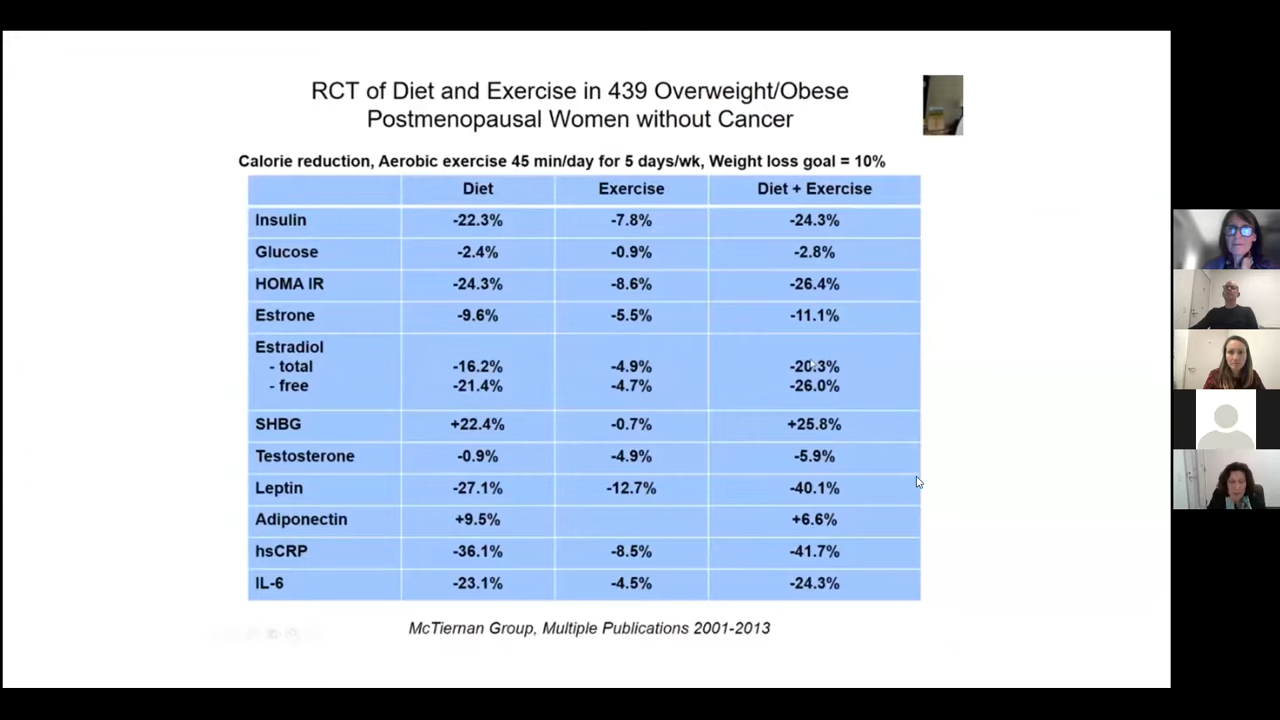 RCT of Diet and Exercise in 439 Overweight/Obese
Postmenopausal Women without Cancer
Calorie reduction, Aerobic exercise 45 min/day for 5 days/wk, Weight loss goal = 10%
Diet Exercise Diet + Exercise
Insulin -22.3% -7.8% -24.3%
Glucose -2.4% -0.9% -2.8%
HOMA IR -24.3% -8.6% -26.4%
Estrone -9.6% -5.5% -11.1%
Estradiol
- total -16.2% -4.9% -20.3%
- free -21.4% -4.7% -26.0%
SHBG +22.4% -0.7% +25.8%
Testosterone -0.9% -4.9% -5.9%
Leptin -27.1% -12.7% -40.1%
Adiponectin +9.5% +6.6%
hsCRP -36.1% -8.5% -41.7%
IL-6 -23.1% -4.5% -24.3%
McTiernan Group, Multiple Publications 2001-2013